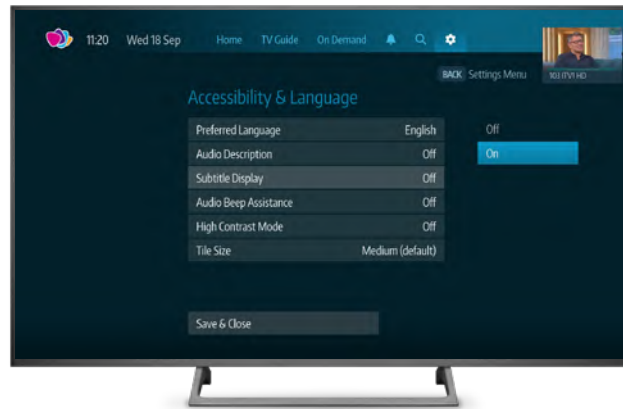 11:20 Wed 18 Sep Home TV Guide On Demand
BACK Settings Menu 103 ITV1 HD
Accessibility & Language
Preferred Language English
Off
Audio Description Off
On
Subtitle Display Off
Audio Beep Assistance Off
High Contrast Mode Off
Tile Size Medium (default)
Save & Close